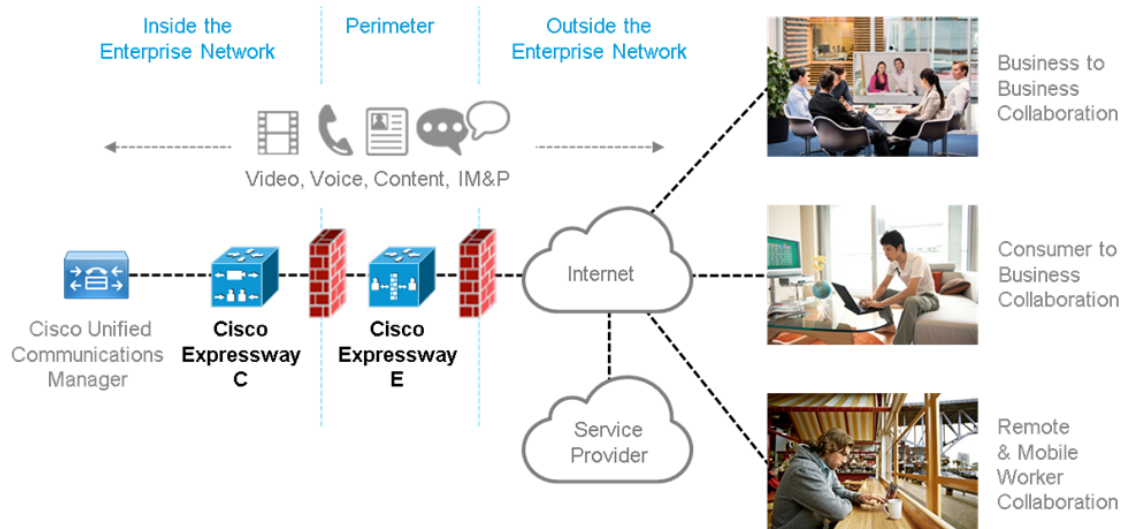 Inside the
Enterprise Network
Perimeter
Outside the
Enterprise Network
Video, Voice, Content, IM&P
Business to
Business
Collaboration
Internet
Consumer to
Business
Collaboration
Cisco Unified
Communications
Manager
Cisco
Expressway
C
Cisco
Expressway
E
Service
Provider
Remote
& Mobile
Worker
Collaboration